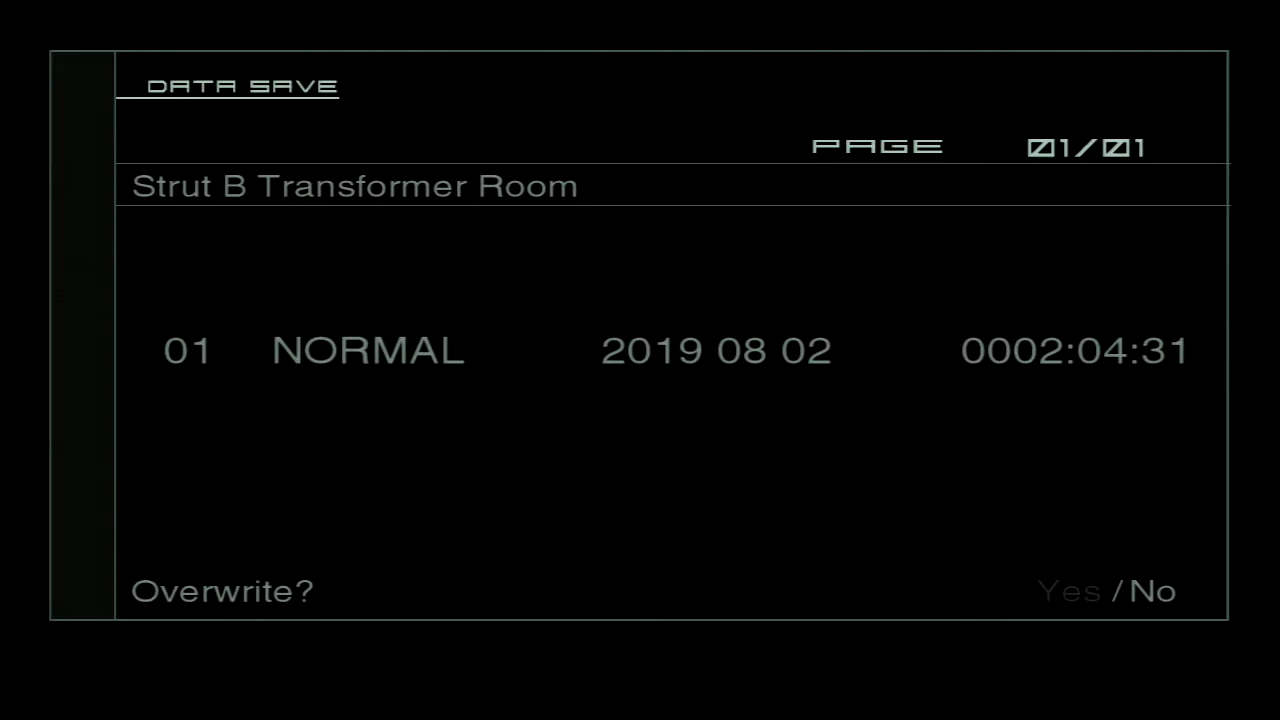 DATA SAVE
PAGE 01/01
Strut B Transformer Room
01 NORMAL 2019 08 02 0002:04:31
Overwrite? Yes /No